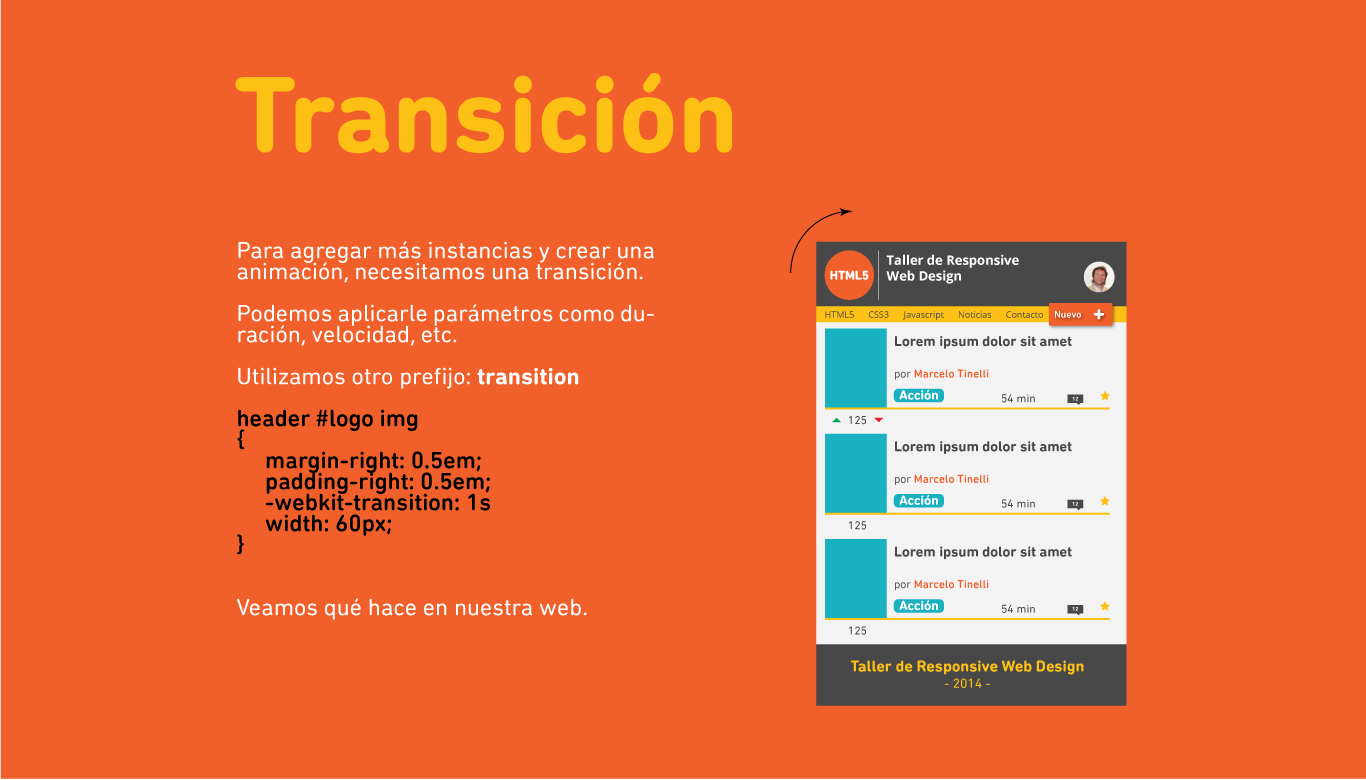 Transición
Para agregar más instancias y crear una
animación, necesitamos una transición.
Podemos aplicarle parámetros como du-
ración, velocidad, etc.
Utilizamos otro prefijo: transition
header #logo img
{
margin-right: 0.5em;
padding-right: 0.5em;
-webkit-transition: 1s
width: 60px;
}
Veamos qué hace en nuestra web.
HTML5
Taller de Responsive
Web Design
HTML5 CSS3 Javascript Noticias Contacto Nuevo +
Lorem ipsum dolor sit amet
por Marcelo Tinelli
Acción 54 min 12
125
Lorem ipsum dolor sit amet
por Marcelo Tinelli
Acción 54 min 12
125
Lorem ipsum dolor sit amet
por Marcelo Tinelli
Acción 54 min 12
125
Taller de Responsive Web Design
- 2014 -